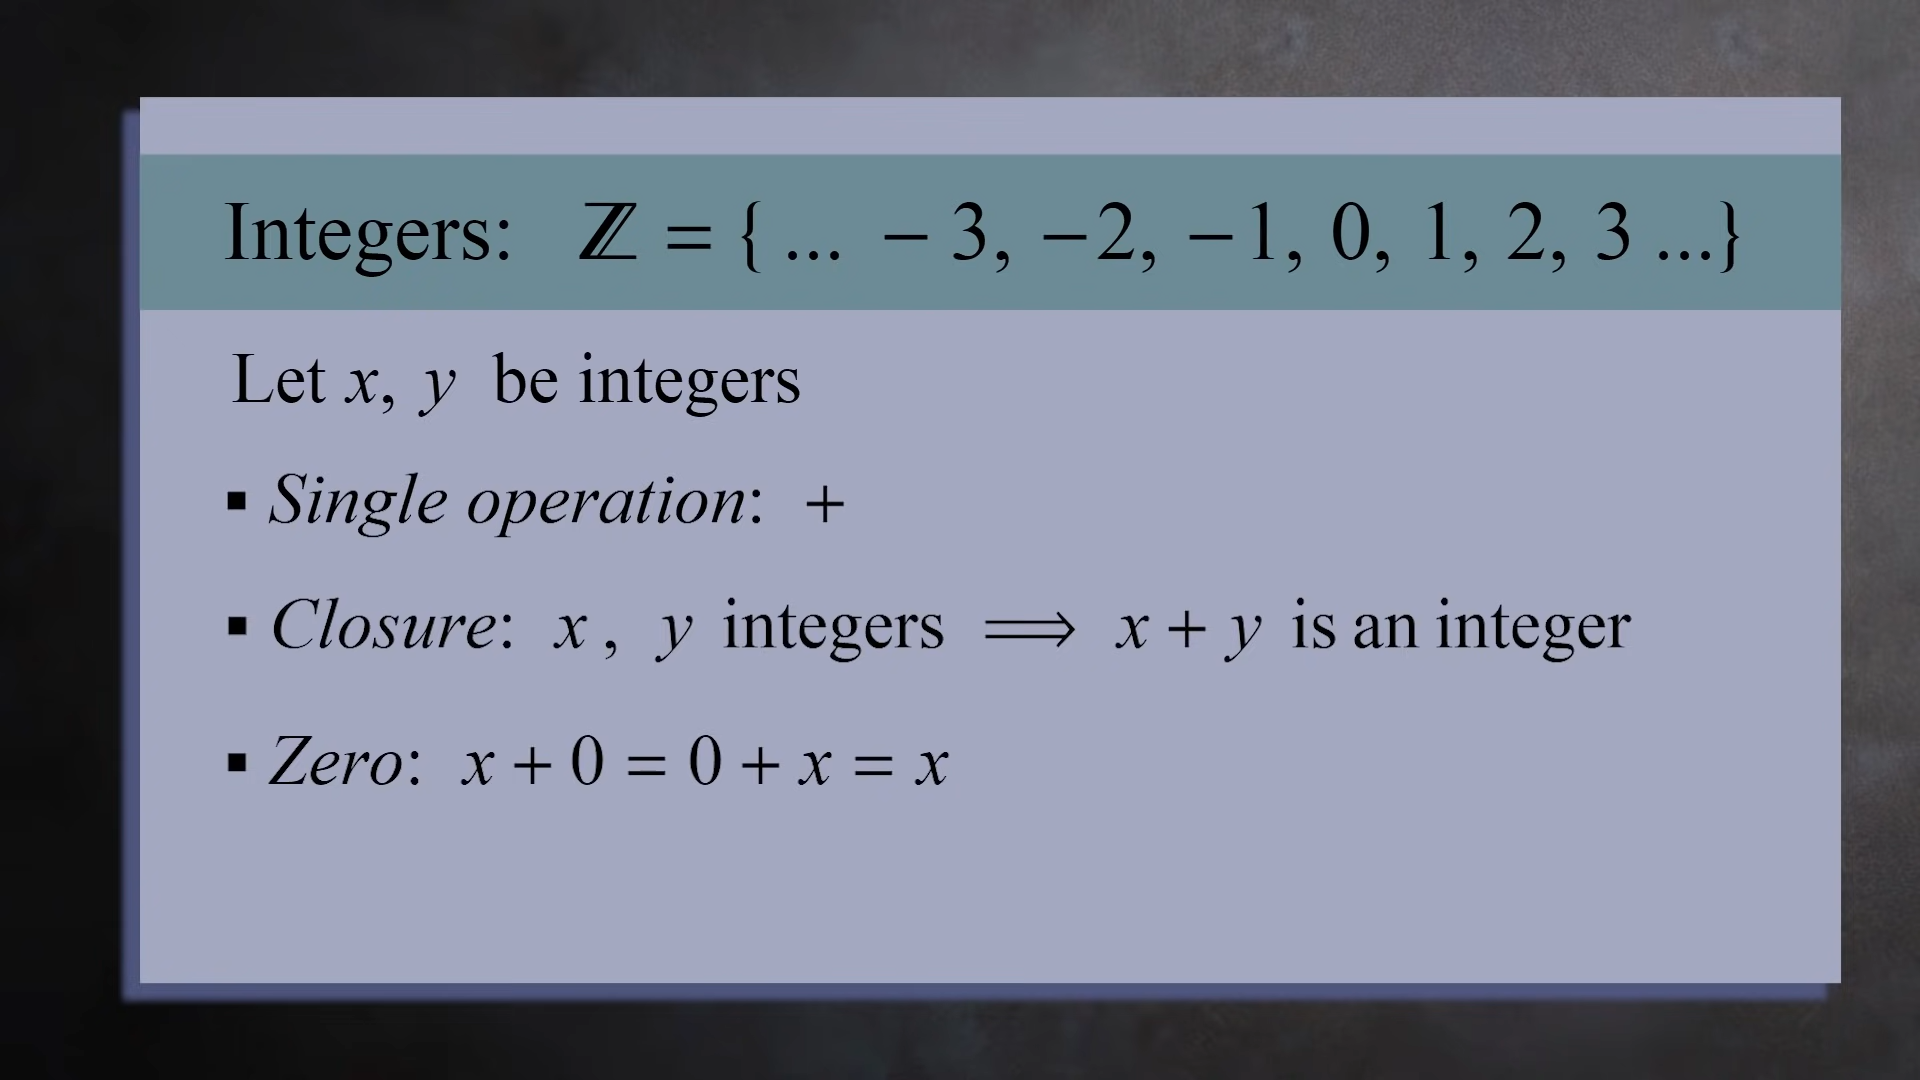 Integers: ℤ = { ... − 3, −2, −1, 0, 1, 2, 3 ...}
Let x, y be integers
▪ Single operation: +
▪ Closure: x , y integers ⟹ x + y is an integer
▪ Zero: x + 0 = 0 + x = x